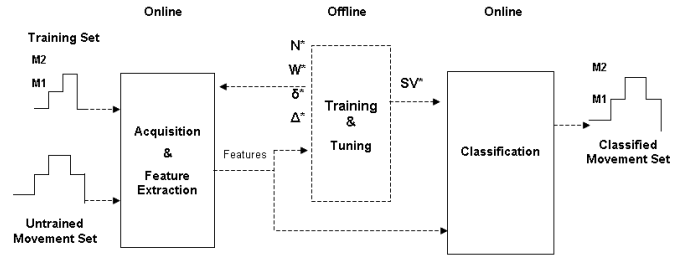 Online
Offline
Online
Training Set
M2
M1
Untrained
Movement Set
Acquisition
&
Feature
Extraction
Features
N*
W*
δ*
Δ*
Training
&
Tuning
SV*
Classification
M2
M1
Classified
Movement Set